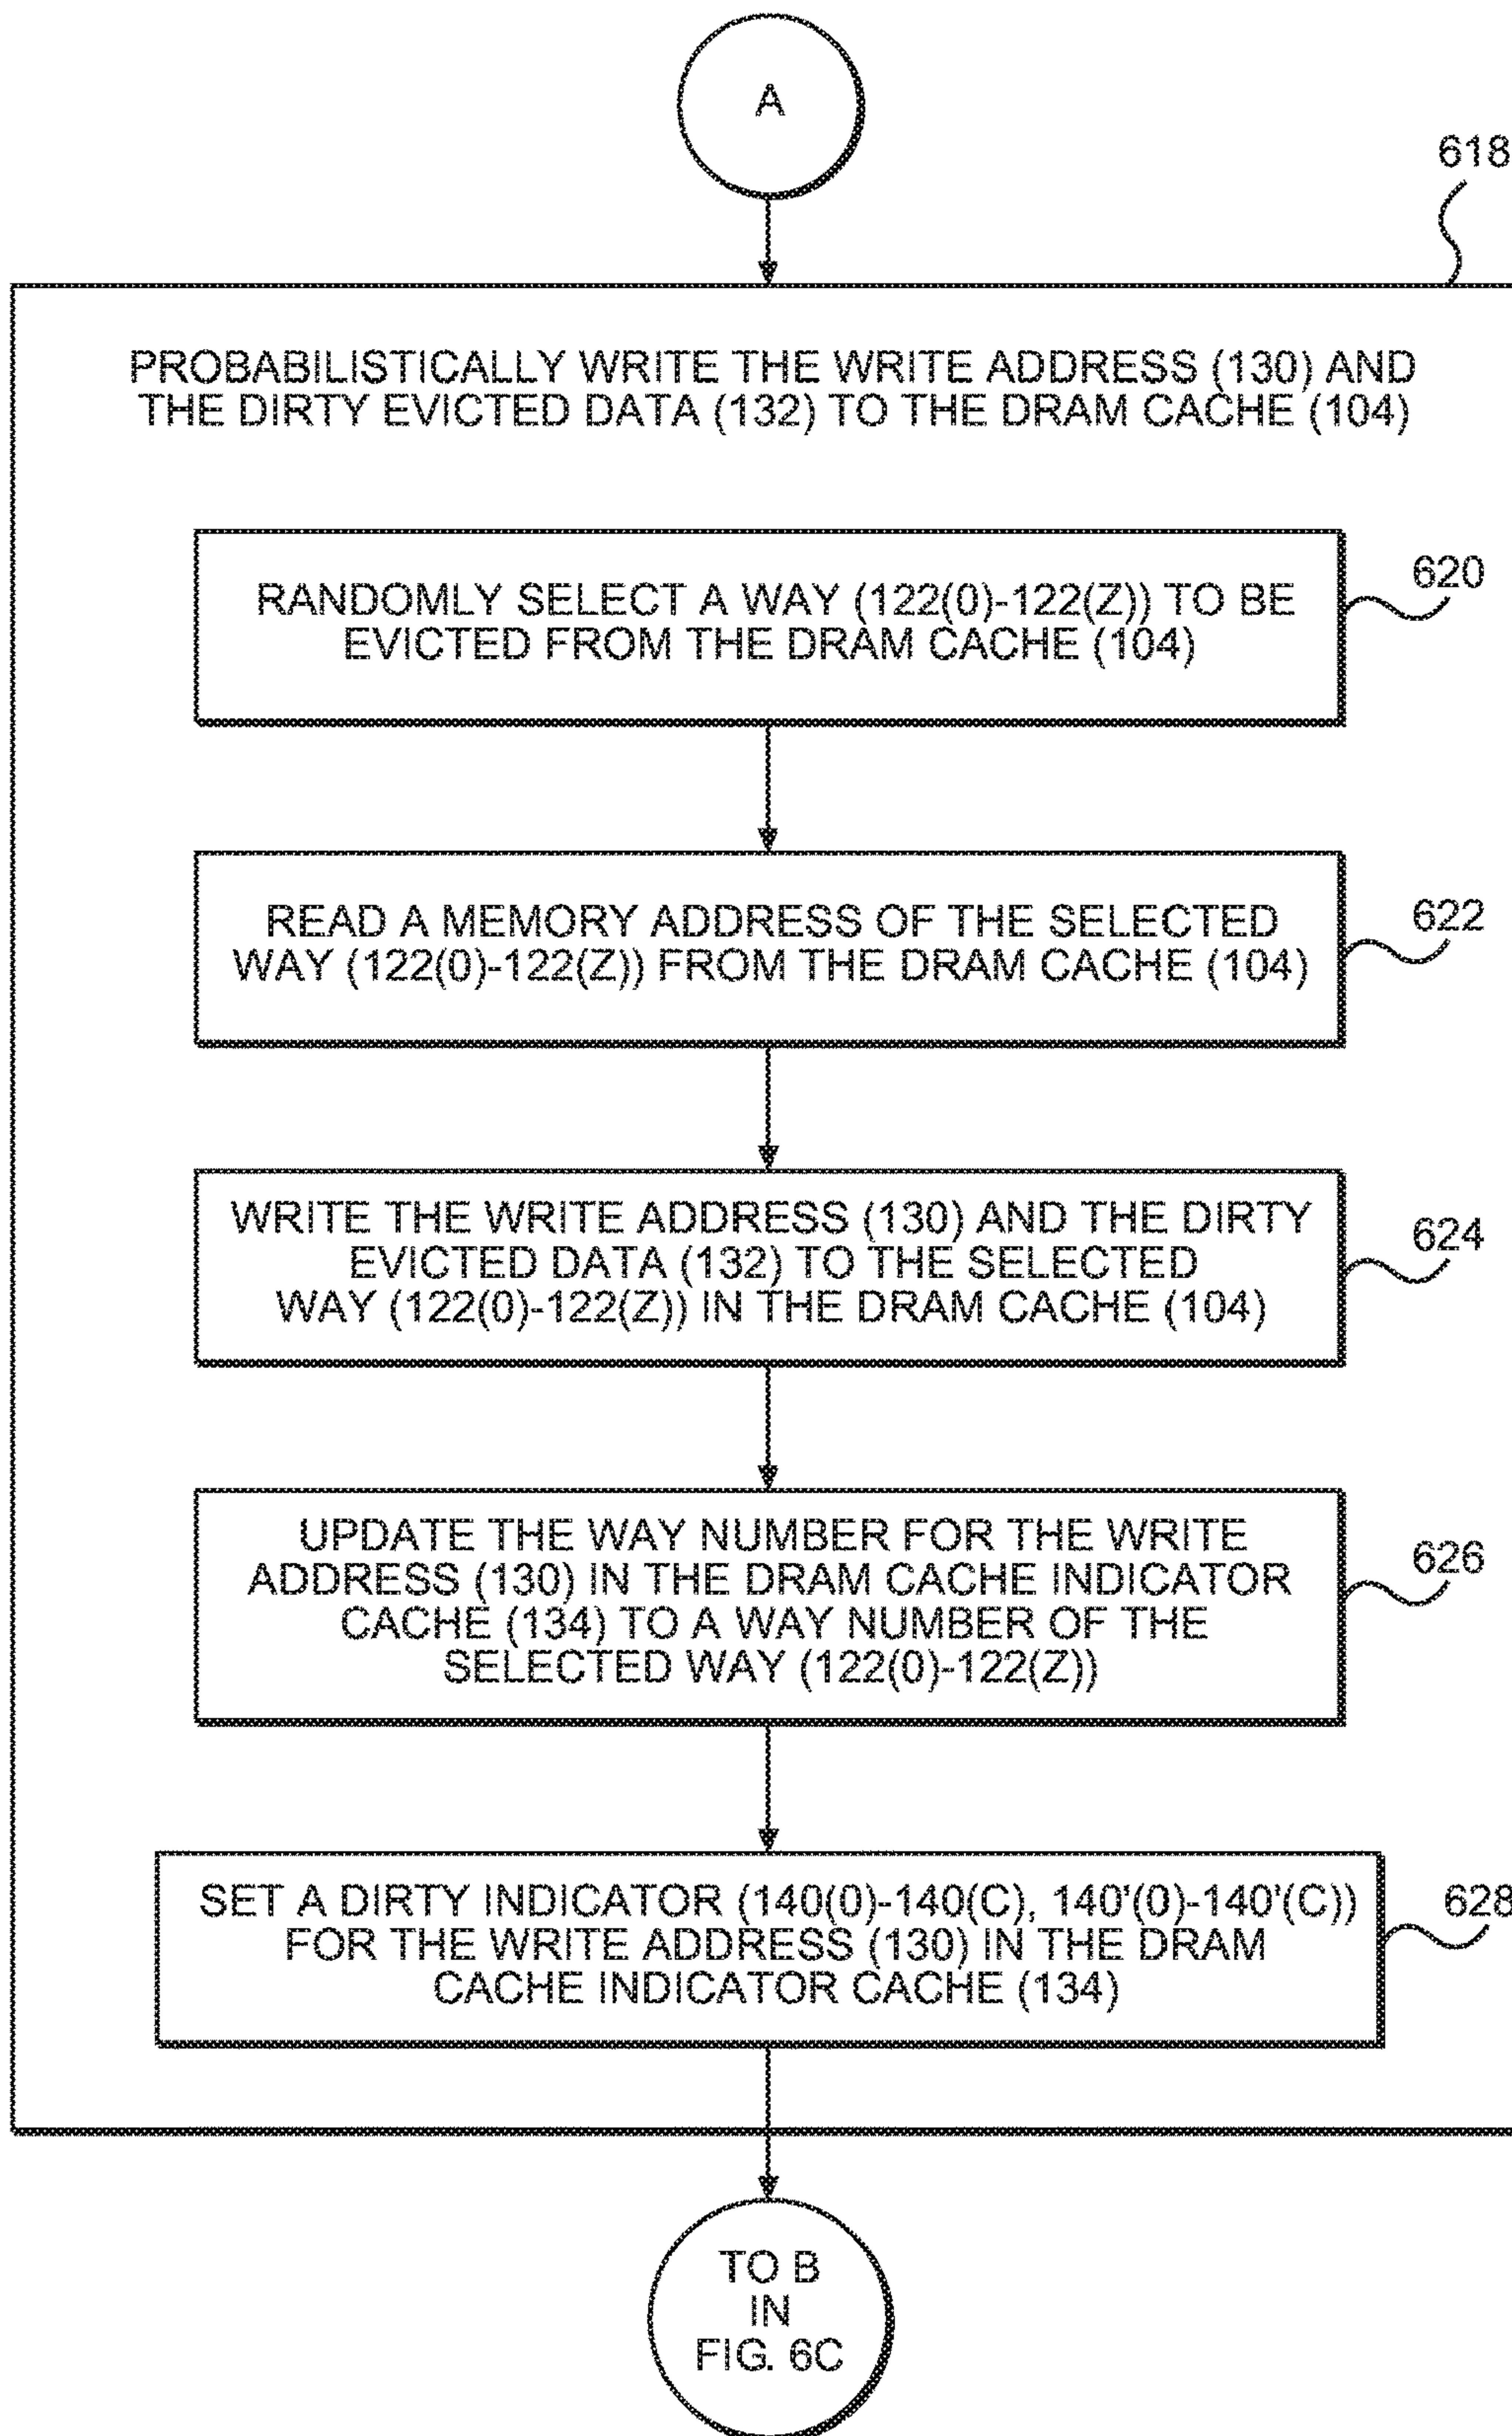 A
618
PROBABILISTICALLY WRITE THE WRITE ADDRESS (130) AND
THE DIRTY EVICTED DATA (132) TO THE DRAM CACHE (104)
RANDOMLY SELECT A WAY (122(0)-122(Z)) TO BE
EVICTED FROM THE DRAM CACHE (104)
620
READ A MEMORY ADDRESS OF THE SELECTED
WAY (122(0)-122(Z)) FROM THE DRAM CACHE (104)
622
WRITE THE WRITE ADDRESS (130) AND THE DIRTY
EVICTED DATA (132) TO THE SELECTED
WAY (122(0)-122(Z)) IN THE DRAM CACHE (104)
624
UPDATE THE WAY NUMBER FOR THE WRITE
ADDRESS (130) IN THE DRAM CACHE INDICATOR
CACHE (134) TO A WAY NUMBER OF THE
SELECTED WAY (122(0)-122(Z))
626
SET A DIRTY INDICATOR (140(0)-140(C), 140'(0)-140'(C))
FOR THE WRITE ADDRESS (130) IN THE DRAM
CACHE INDICATOR CACHE (134)
628
TO B
IN
FIG. 6C